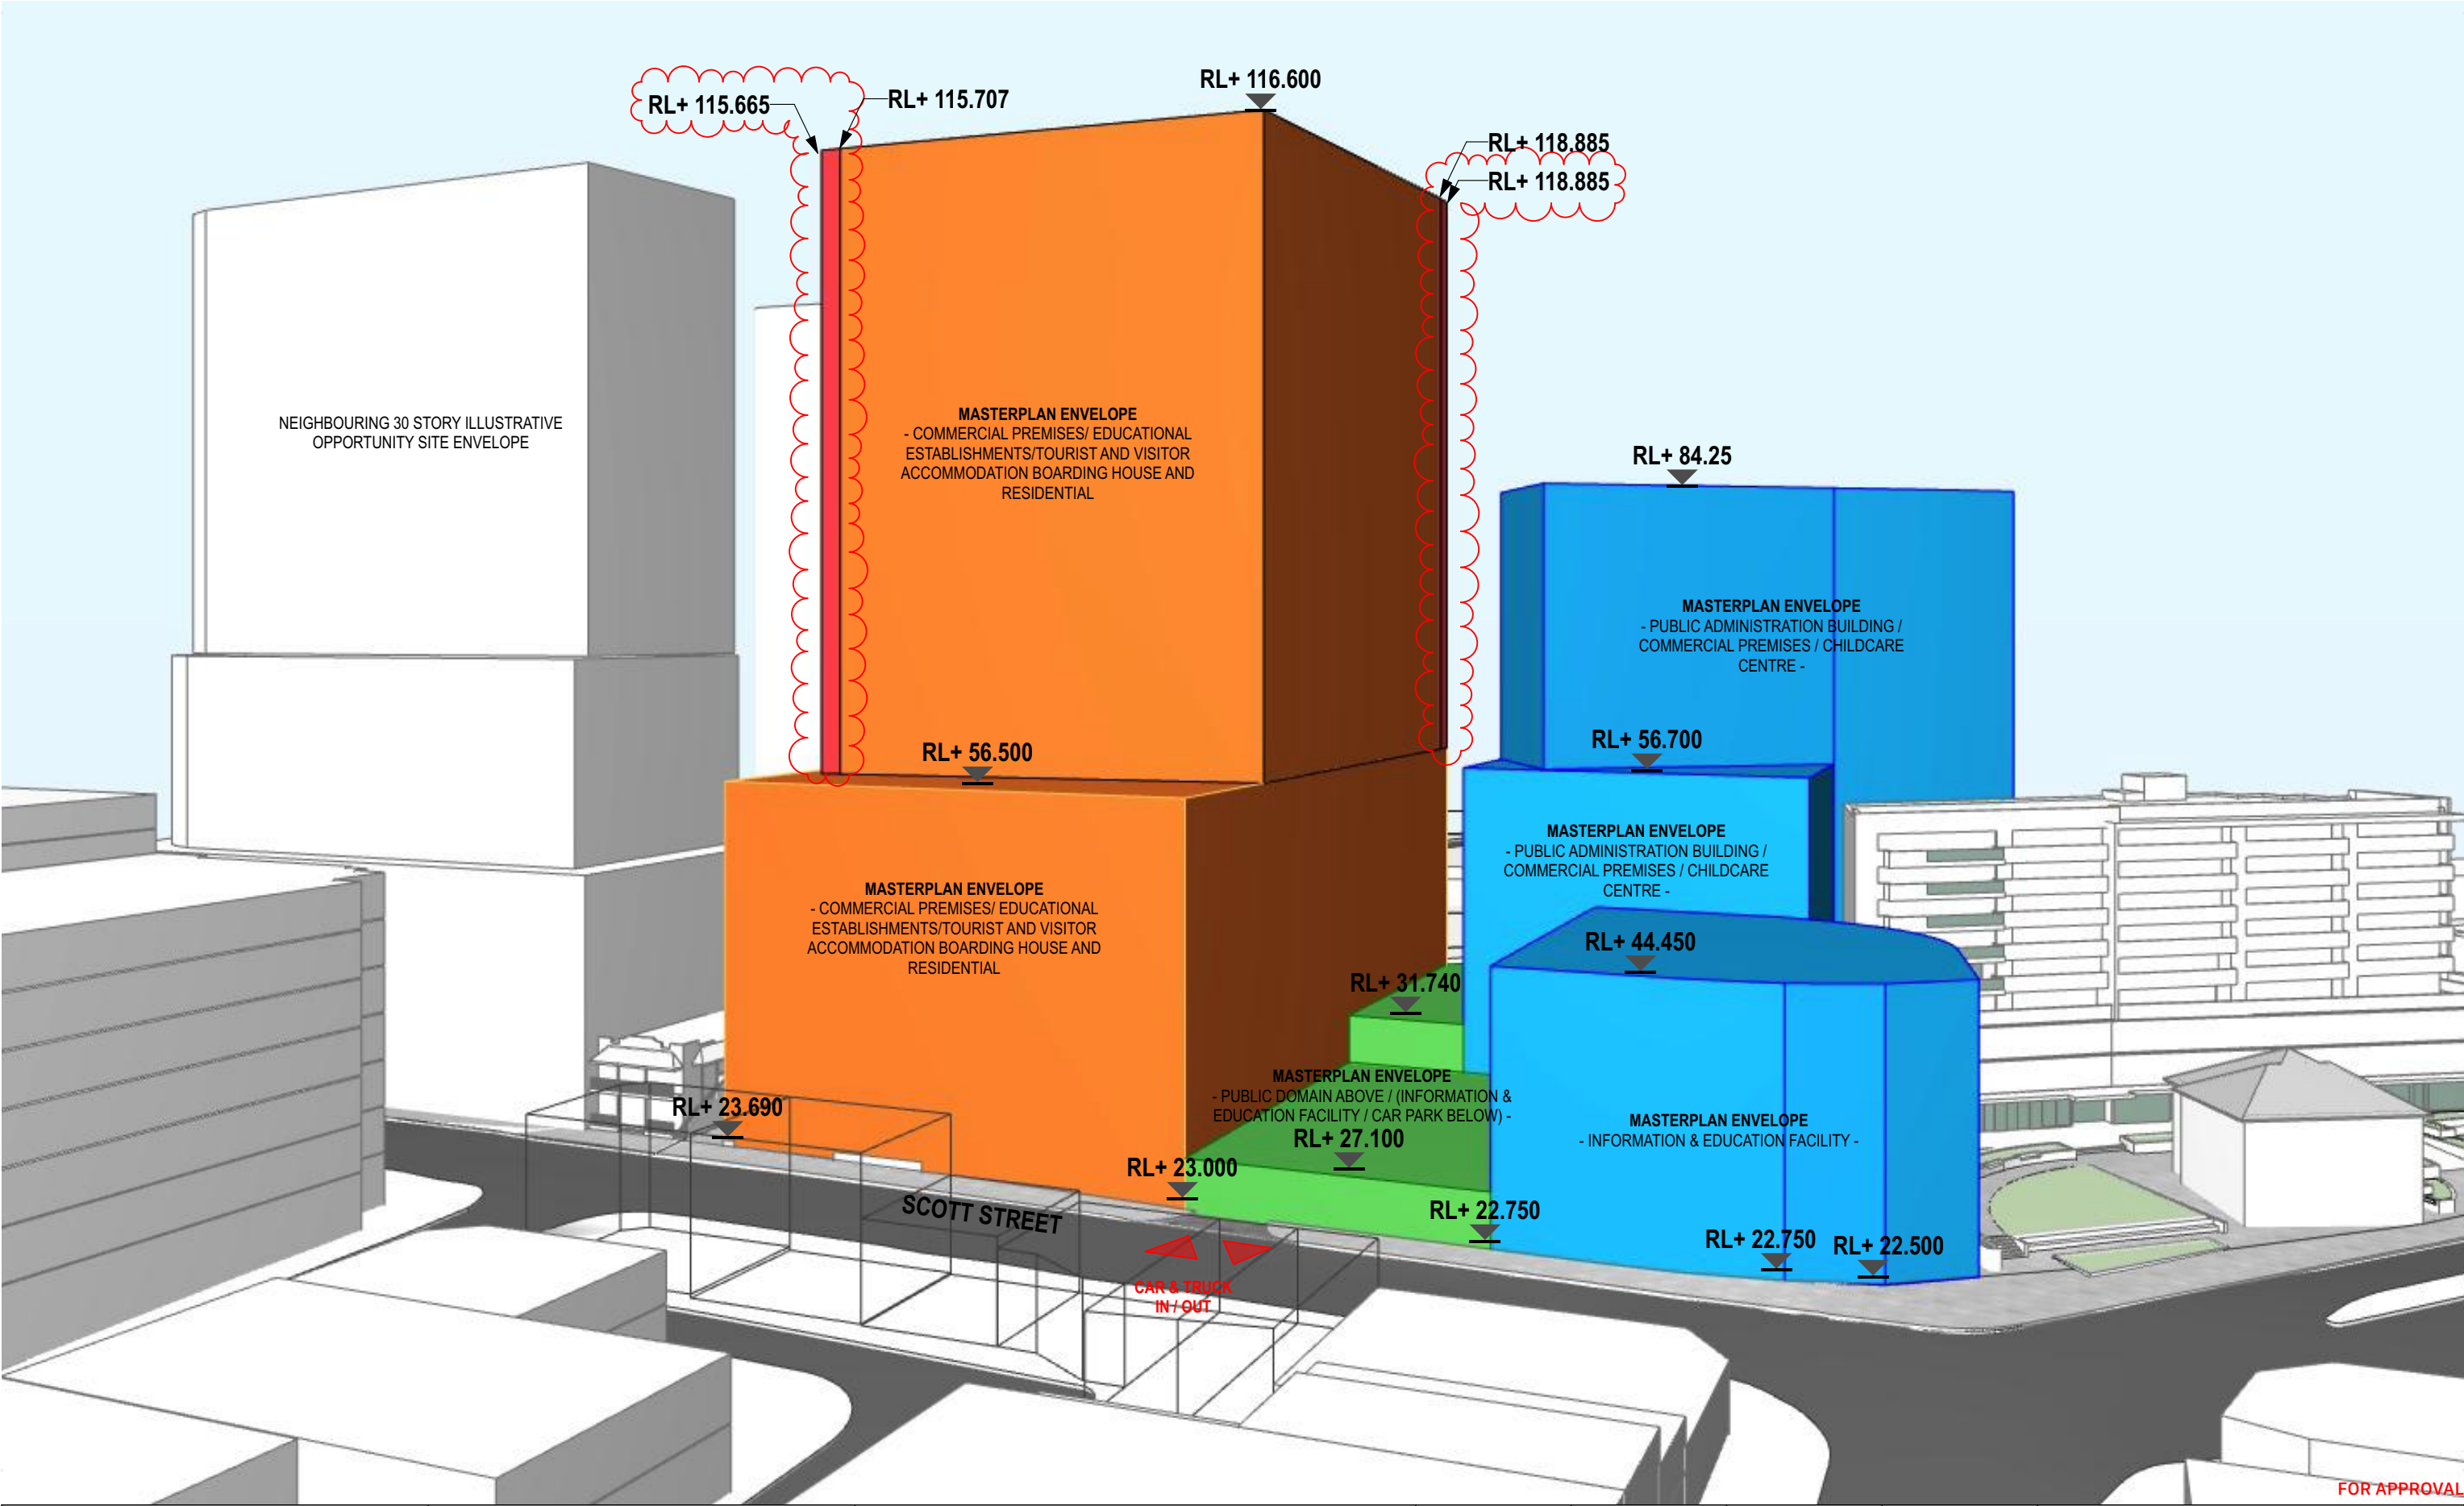 RL+ 116.600
RL+ 115.665
RL+ 115.707
RL+ 118.885
RL+ 118.885
NEIGHBOURING 30 STORY ILLUSTRATIVE
OPPORTUNITY SITE ENVELOPE
MASTERPLAN ENVELOPE
- COMMERCIAL PREMISES/ EDUCATIONAL
ESTABLISHMENTS/TOURIST AND VISITOR
ACCOMMODATION BOARDING HOUSE AND
RESIDENTIAL
RL+ 84.25
MASTERPLAN ENVELOPE
- PUBLIC ADMINISTRATION BUILDING /
COMMERCIAL PREMISES / CHILDCARE
CENTRE -
RL+ 56.500
RL+ 56.700
MASTERPLAN ENVELOPE
- PUBLIC ADMINISTRATION BUILDING /
COMMERCIAL PREMISES / CHILDCARE
CENTRE -
MASTERPLAN ENVELOPE
- COMMERCIAL PREMISES/ EDUCATIONAL
ESTABLISHMENTS/TOURIST AND VISITOR
ACCOMMODATION BOARDING HOUSE AND
RESIDENTIAL
RL+ 44.450
RL+ 31.740
MASTERPLAN ENVELOPE
- PUBLIC DOMAIN ABOVE / (INFORMATION &
EDUCATION FACILITY / CAR PARK BELOW) -
RL+ 27.100
MASTERPLAN ENVELOPE
- INFORMATION & EDUCATION FACILITY -
RL+ 23.690
RL+ 23.000
SCOTT STREET
RL+ 22.750
RL+ 22.750
RL+ 22.500
CAR & TRUCK
IN / OUT
FOR APPROVAL